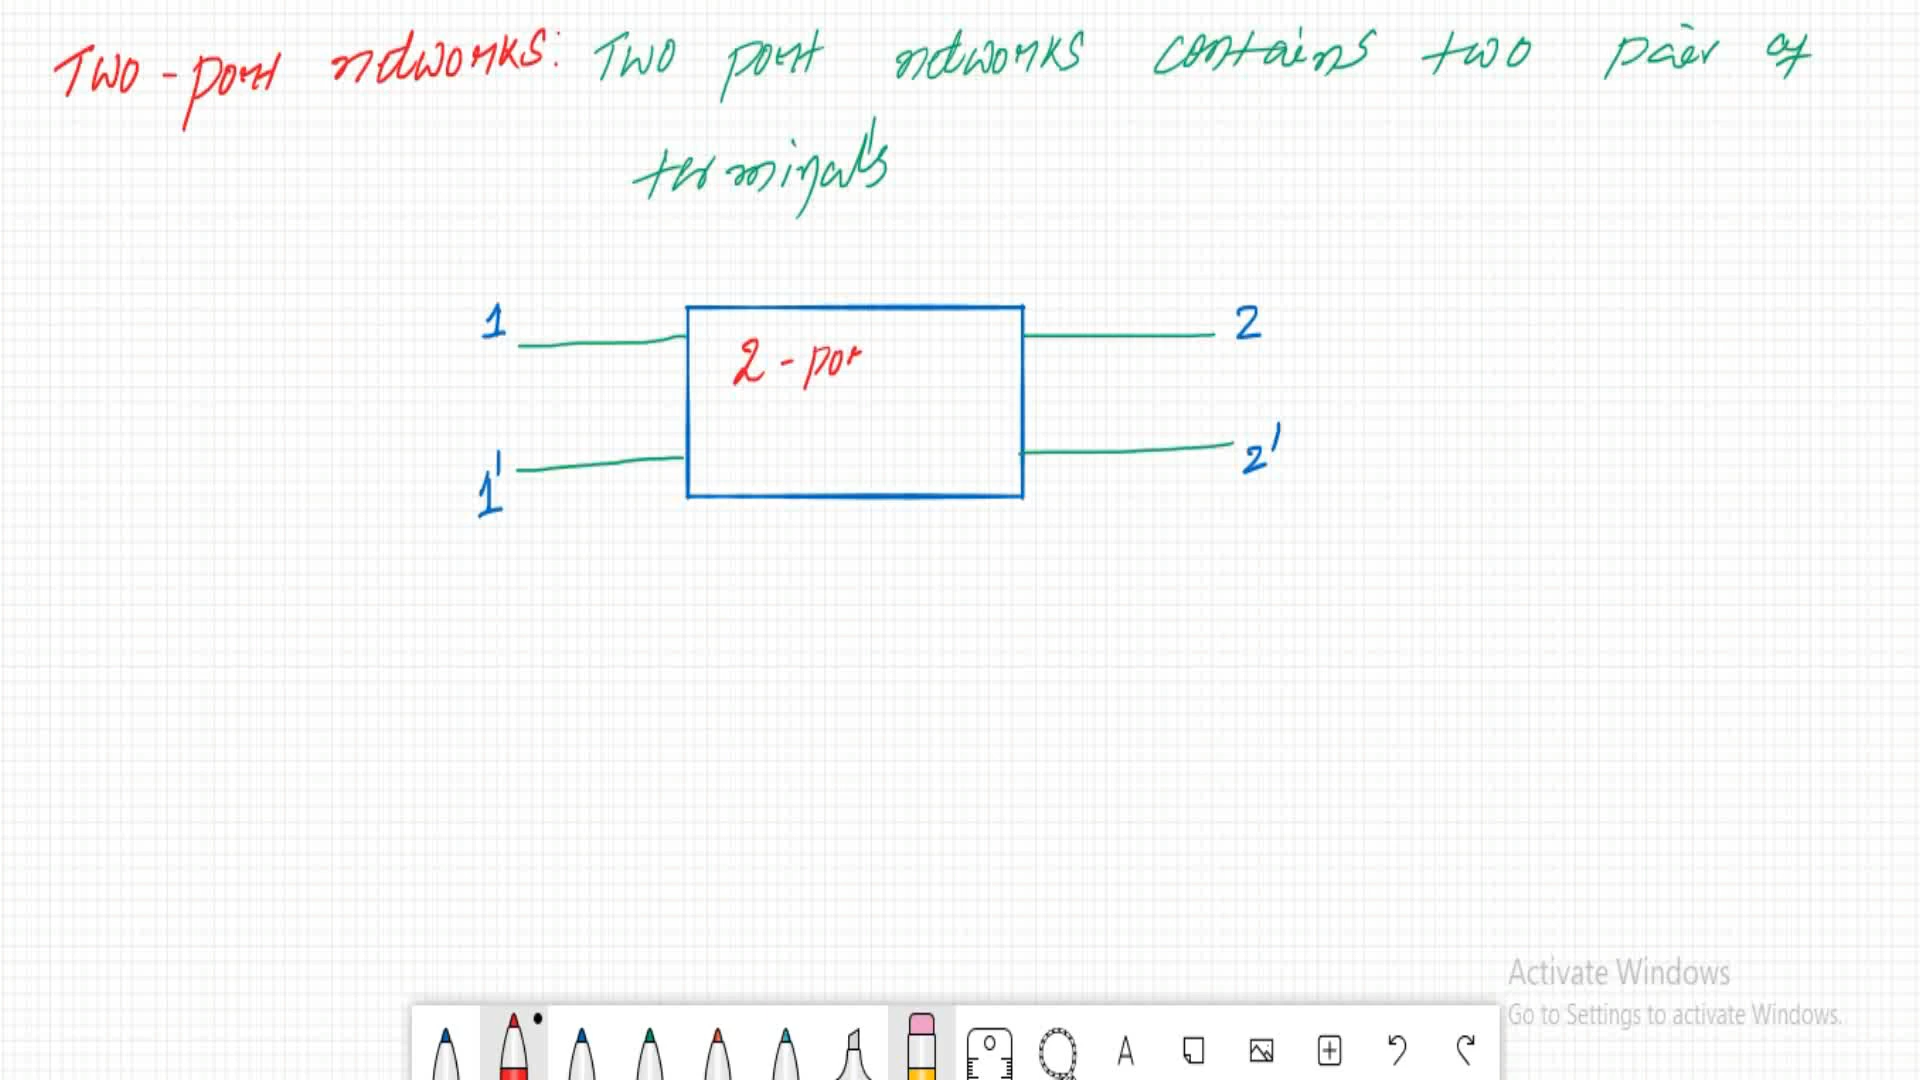 Two-port networks: Two port networks contains two pair of
terminals
1
2
2-por
1'
2'
Activate Windows
Go to Settings to activate Windows.